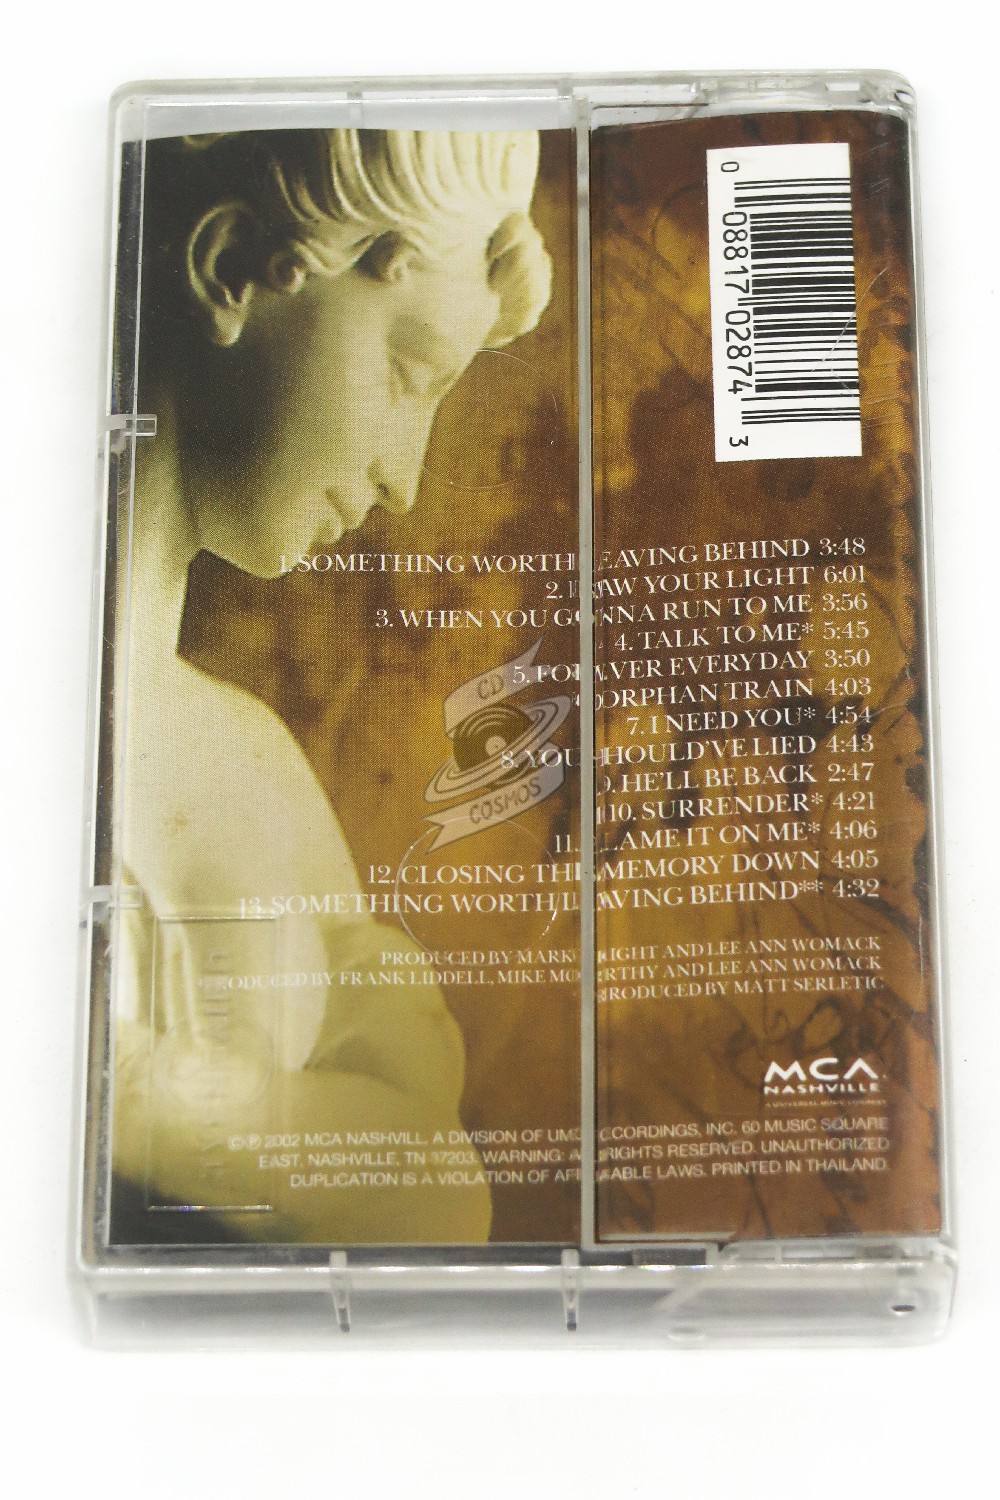 0 08817 02874 3
1. SOMETHING WORTH LEAVING BEHIND 3:48
2. I SAW YOUR LIGHT 6:01
3. WHEN YOU GONNA RUN TO ME 3:56
4. TALK TO ME* 5:45
5. FOREVER EVERYDAY 3:50
ORPHAN TRAIN 4:03
7. I NEED YOU* 4:54
8. YOU SHOULD'VE LIED 4:43
9. HE'LL BE BACK 2:47
10. SURRENDER* 4:21
11. BLAME IT ON ME* 4:06
12. CLOSING THIS MEMORY DOWN 4:05
13. SOMETHING WORTH LEAVING BEHIND** 4:32
CD
COSMOS
PRODUCED BY MARK WRIGHT AND LEE ANN WOMACK
PRODUCED BY FRANK LIDDELL, MIKE MCCARTHY AND LEE ANN WOMACK
PRODUCED BY MATT SERLETIC
MCA
NASHVILLE
A UNIVERSAL MUSIC COMPANY
©℗ 2002 MCA NASHVILL, A DIVISION OF UMG RECORDINGS, INC. 60 MUSIC SQUARE
EAST, NASHVILLE, TN 37203. WARNING: ALL RIGHTS RESERVED. UNAUTHORIZED
DUPLICATION IS A VIOLATION OF APPLICABLE LAWS. PRINTED IN THAILAND.